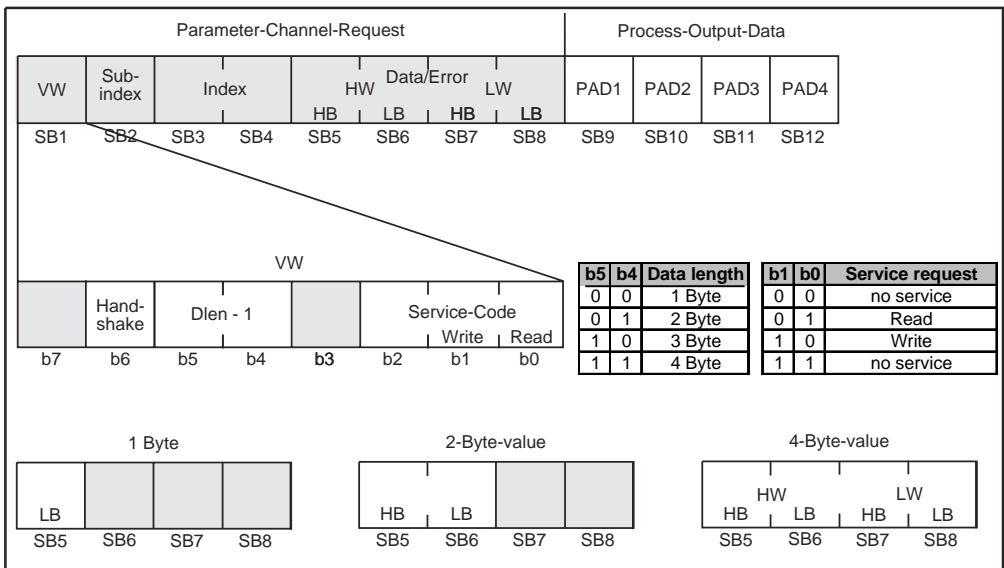 Parameter-Channel-Request Process-Output-Data
VW Sub-index Index Data/Error HW LW HB LB HB LB PAD1 PAD2 PAD3 PAD4
SB1 SB2 SB3 SB4 SB5 SB6 SB7 SB8 SB9 SB10 SB11 SB12
VW
Hand-shake Dlen - 1 Service-Code
Write Read
b7 b6 b5 b4 b3 b2 b1 b0
b5 b4 Data length
0 0 1 Byte
0 1 2 Byte
1 0 3 Byte
1 1 4 Byte
b1 b0 Service request
0 0 no service
0 1 Read
1 0 Write
1 1 no service
1 Byte
LB
SB5 SB6 SB7 SB8
2-Byte-value
HB LB
SB5 SB6 SB7 SB8
4-Byte-value
HW LW
HB LB HB LB
SB5 SB6 SB7 SB8